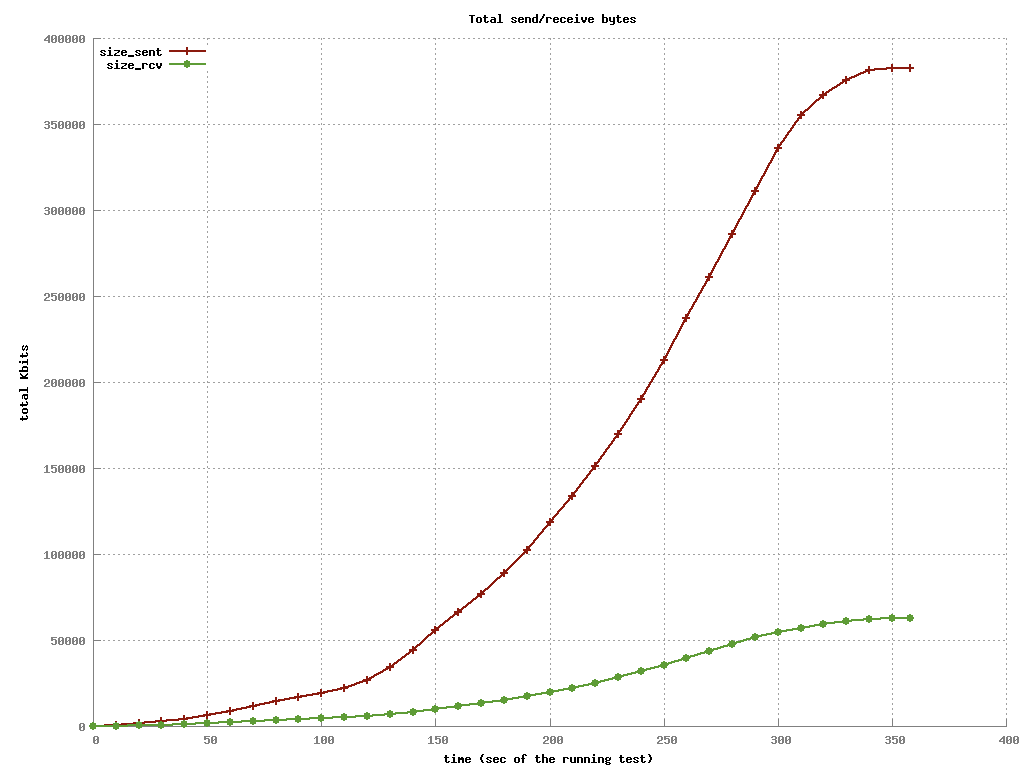 Total send/receive bytes
400000
size_sent
size_rcv
350000
300000
250000
total Kbits
200000
150000
100000
50000
0
0 50 100 150 200 250 300 350 400
time (sec of the running test)